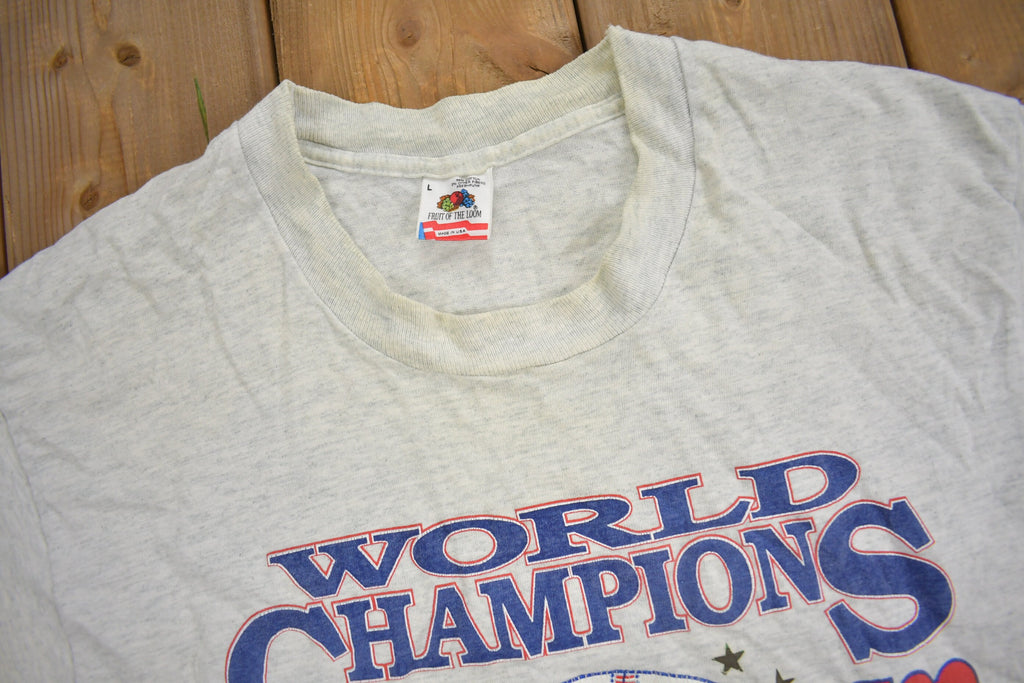 L
FRUIT OF THE LOOM
®
MADE IN USA
WORLD
CHAMPIONS